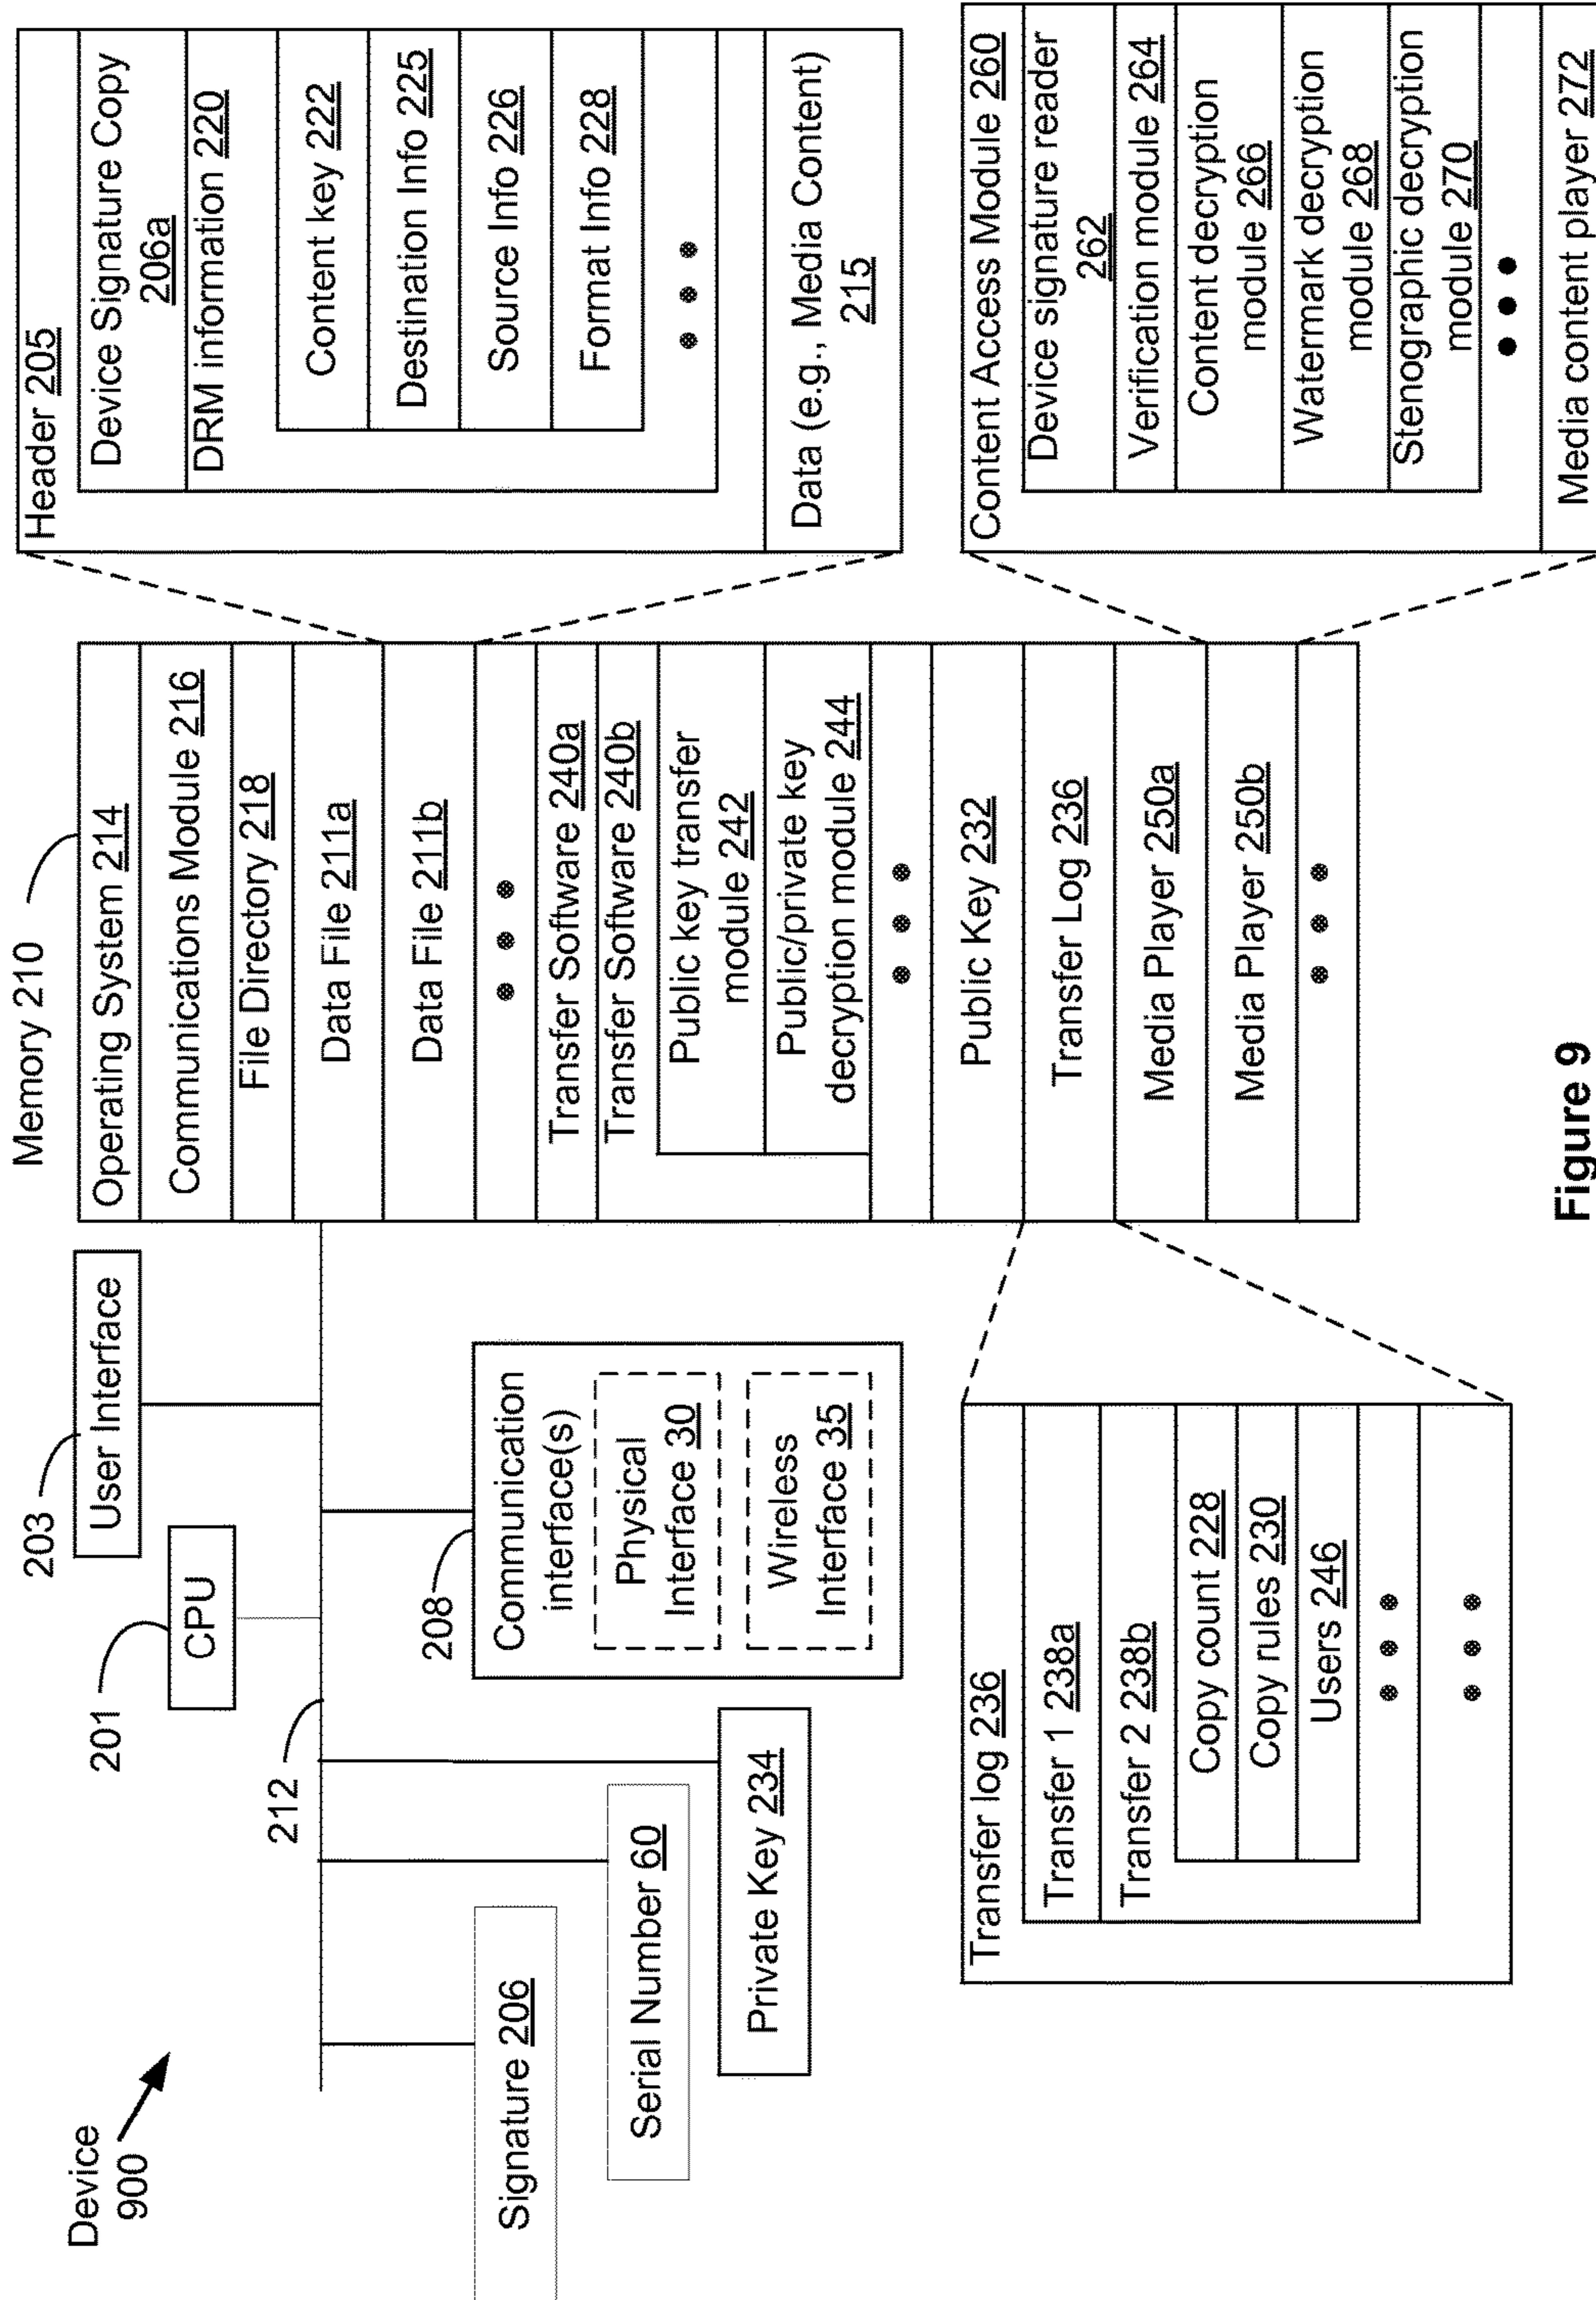 Device
900
201
CPU
203
User Interface
212
Signature 206
Serial Number 60
Private Key 234
208
Communication
interface(s)
Physical
Interface 30
Wireless
Interface 35
Memory 210
Operating System 214
Communications Module 216
File Directory 218
Data File 211a
Data File 211b
Transfer Software 240a
Transfer Software 240b
Public key transfer
module 242
Public/private key
decryption module 244
Public Key 232
Transfer Log 236
Media Player 250a
Media Player 250b
Header 205
Device Signature Copy
206a
DRM information 220
Content key 222
Destination Info 225
Source Info 226
Format Info 228
Data (e.g., Media Content)
215
Transfer log 236
Transfer 1 238a
Transfer 2 238b
Copy count 228
Copy rules 230
Users 246
Content Access Module 260
Device signature reader
262
Verification module 264
Content decryption
module 266
Watermark decryption
module 268
Stenographic decryption
module 270
Media content player 272
Figure 9